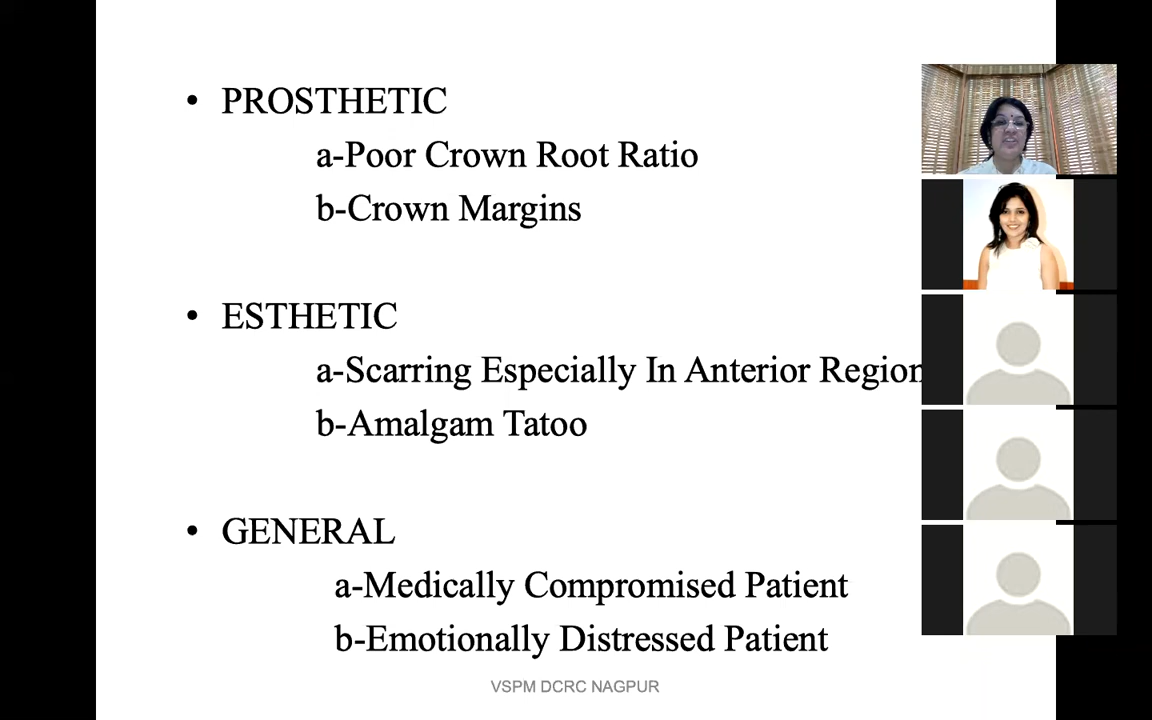 • PROSTHETIC
a-Poor Crown Root Ratio
b-Crown Margins
• ESTHETIC
a-Scarring Especially In Anterior Region
b-Amalgam Tatoo
• GENERAL
a-Medically Compromised Patient
b-Emotionally Distressed Patient
VSPM DCRC NAGPUR